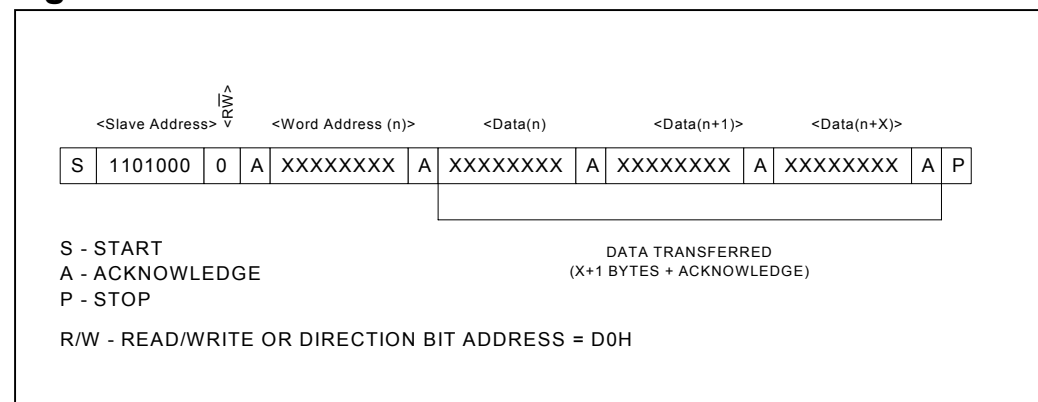 <Slave Address> <RW̅> <Word Address (n)> <Data(n) <Data(n+1)> <Data(n+X)>
S 1101000 0 A XXXXXXXX A XXXXXXXX A XXXXXXXX A XXXXXXXX A P
S - START
A - ACKNOWLEDGE
P - STOP
DATA TRANSFERRED
(X+1 BYTES + ACKNOWLEDGE)
R/W - READ/WRITE OR DIRECTION BIT ADDRESS = D0H